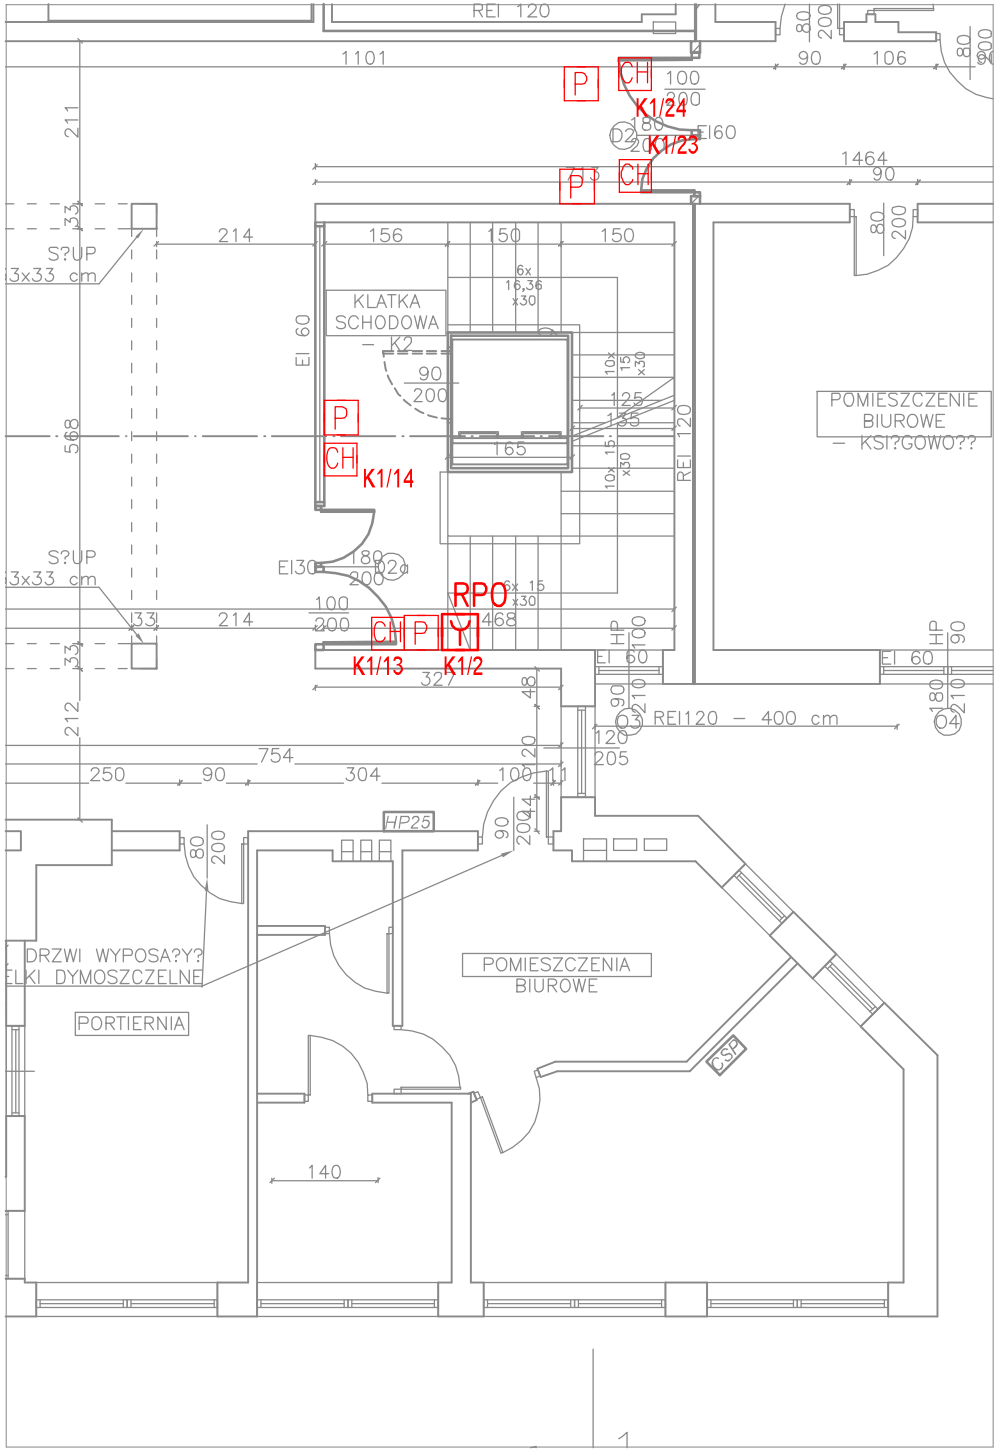 REI 120
80
200
80
1101
90
106
P
CH
100
200
K1/24
211
180
D2
EI60
K1/23
1464
713
90
P
CH
33
80
200
S?UP
33x33 cm
214
156
150
150
6x
16,36
x30
KLATKA
SCHODOWA
- K2
EI 60
90
200
10x
15
x30
125
135
REI 120
POMIESZCZENIE
BIUROWE
- KSI?GOWO??
P
568
CH
K1/14
165
10x 15
x30
S?UP
33x33 cm
EI30
180
200
D2a
RPO
6x 15
x30
33
214
100
200
CH
P
Y
468
K1/13
K1/2
33
HP
100
EI 60
90
210
O3
HP
90
EI 60
180
210
O4
327
48
212
REI120 - 400 cm
754
120
120
205
250
90
304
100
11
44
HP25
80
200
90
200
DRZWI WYPOSA?Y?
ELKI DYMOSZCZELNE
POMIESZCZENIA
BIUROWE
PORTIERNIA
CSP
140
1